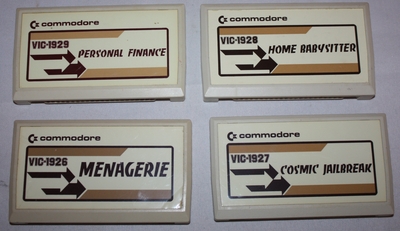 commodore
VIC-1929
PERSONAL FINANCE
commodore
VIC-1928
HOME BABYSITTER
commodore
VIC-1926
MENAGERIE
commodore
VIC-1927
COSMIC JAILBREAK